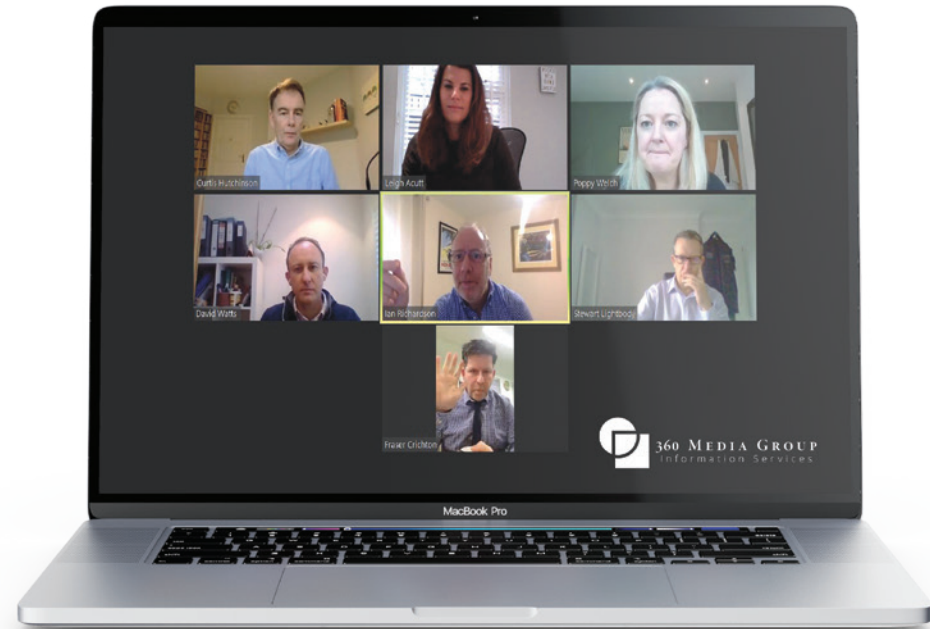 Curtis Hutchinson
Leigh Acutt
Poppy Welch
David Watts
Ian Richardson
Stewart Lightbody
Fraser Crichton
360 MEDIA GROUP
Information Services
MacBook Pro